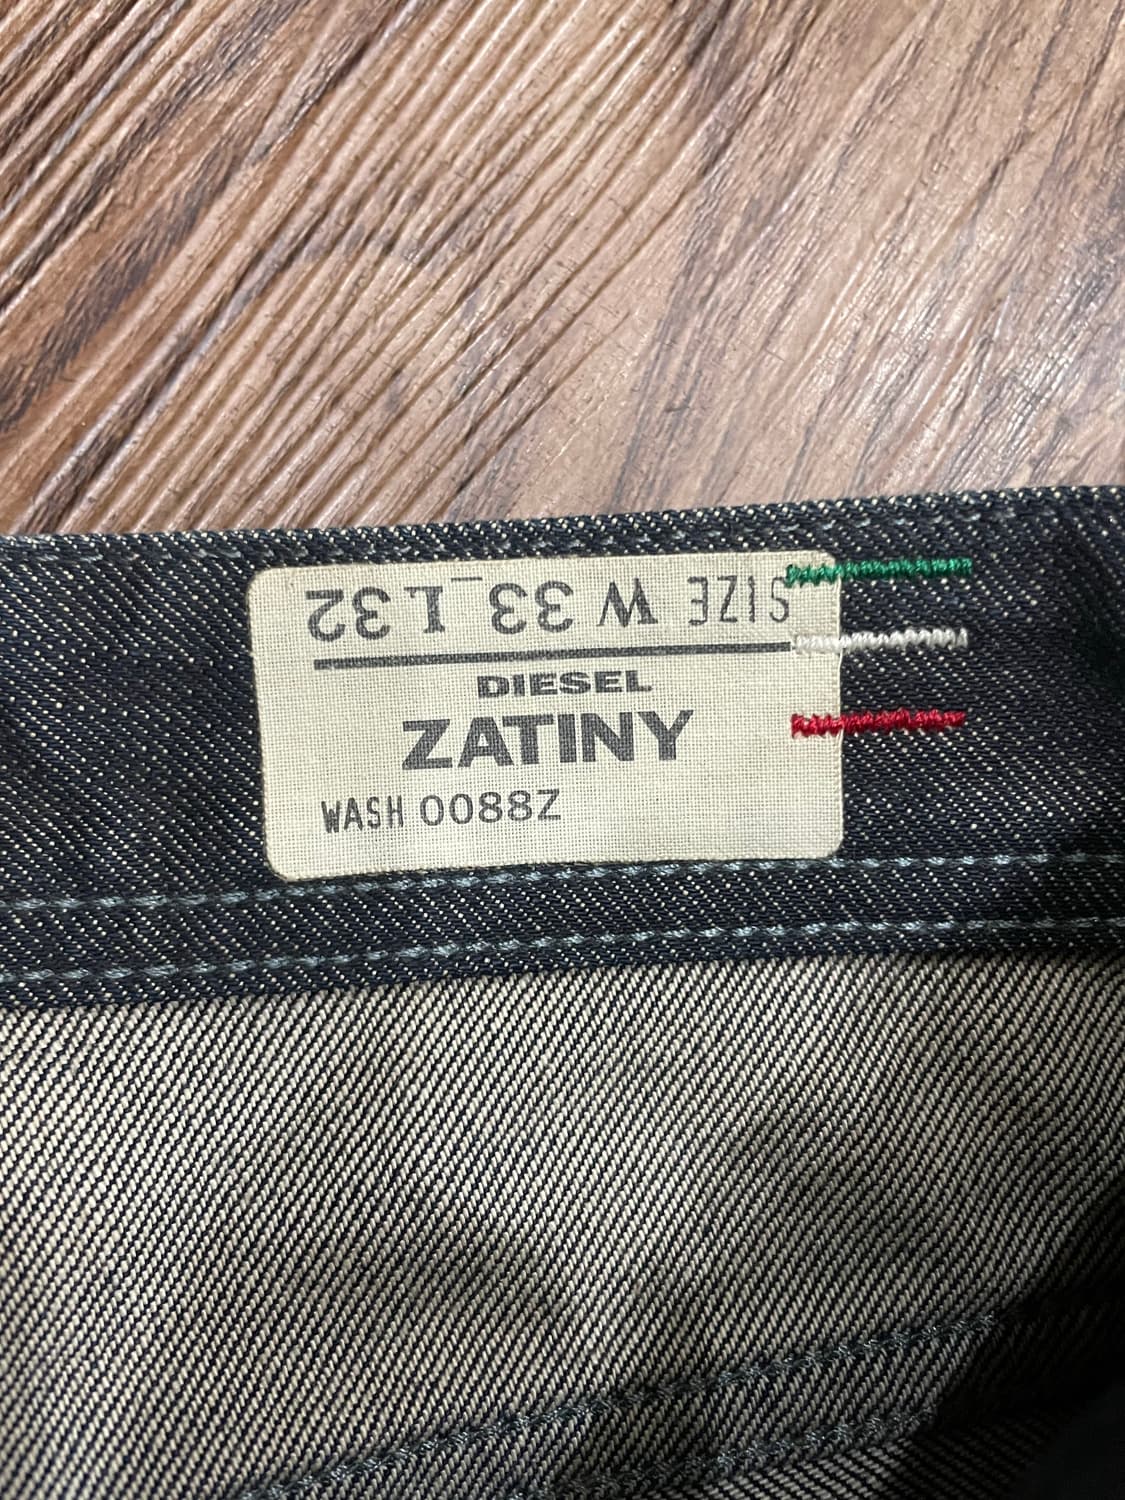 SIZE W 33 L 32
DIESEL
ZATINY
WASH 0088Z